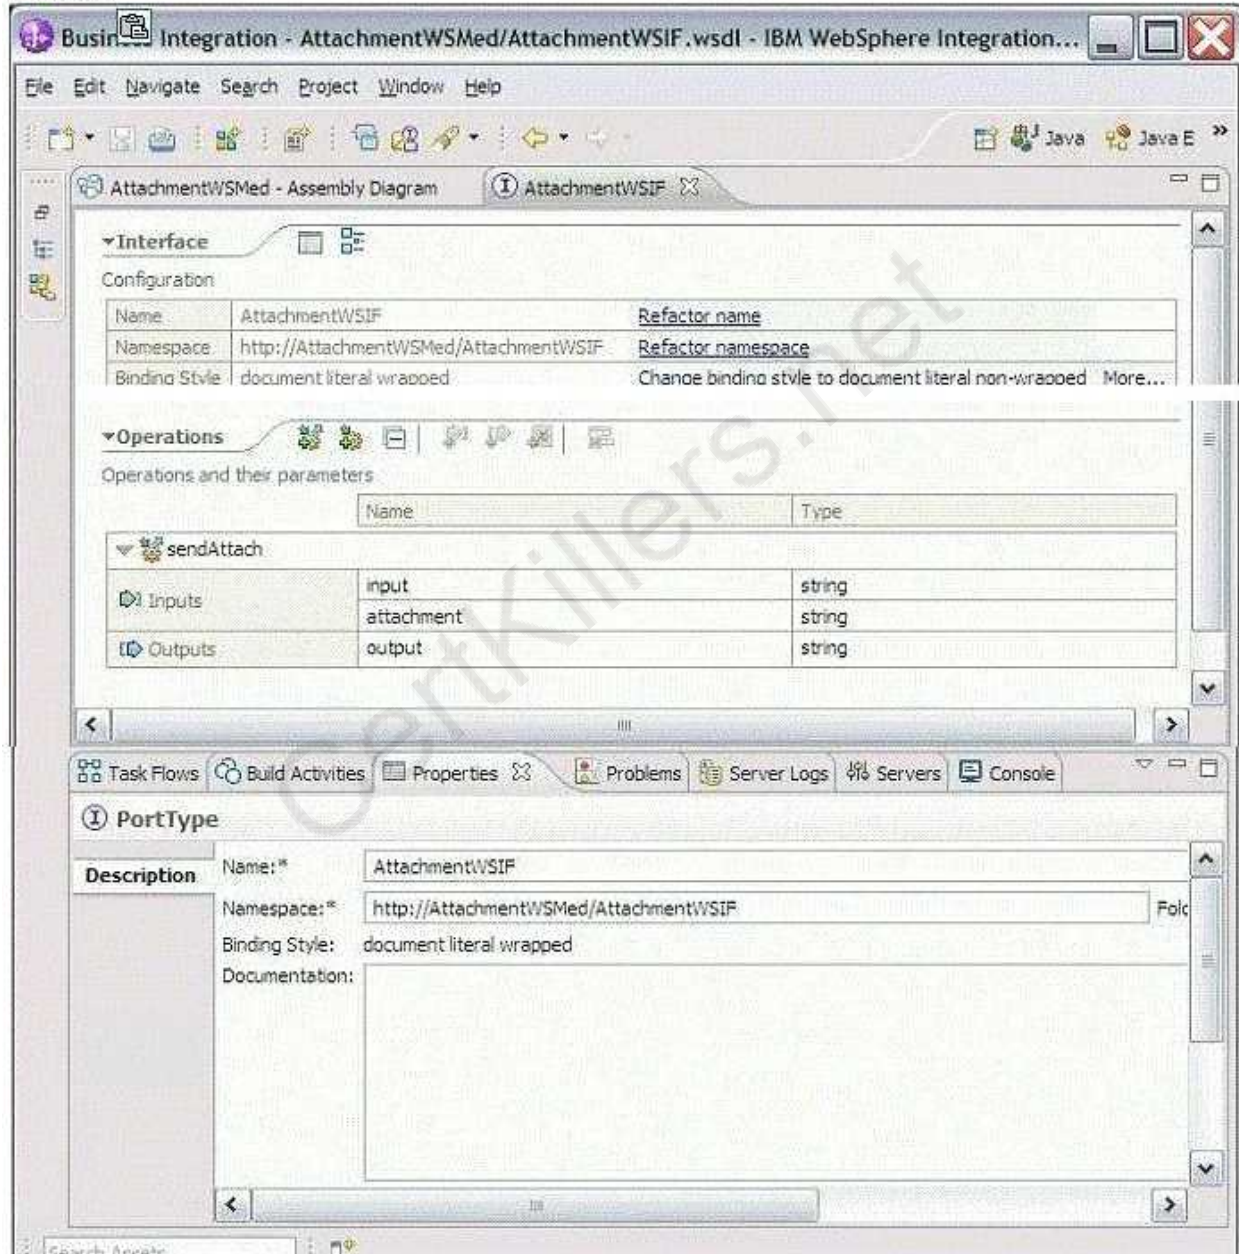 Business Integration - AttachmentWSMed/AttachmentWSIF.wsdl - IBM WebSphere Integration...
File Edit Navigate Search Project Window Help
Java Java E »
AttachmentWSMed - Assembly Diagram AttachmentWSIF
Interface
Configuration
Name AttachmentWSIF Refactor name
Namespace http://AttachmentWSMed/AttachmentWSIF Refactor namespace
Binding Style document literal wrapped Change binding style to document literal non-wrapped More...
Operations
Operations and their parameters
Name Type
sendAttach
Inputs input string
attachment string
Outputs output string
CertKillers.net
Task Flows Build Activities Properties Problems Server Logs Servers Console
PortType
Description Name:* AttachmentWSIF
Namespace:* http://AttachmentWSMed/AttachmentWSIF Fold
Binding Style: document literal wrapped
Documentation:
Search Assets